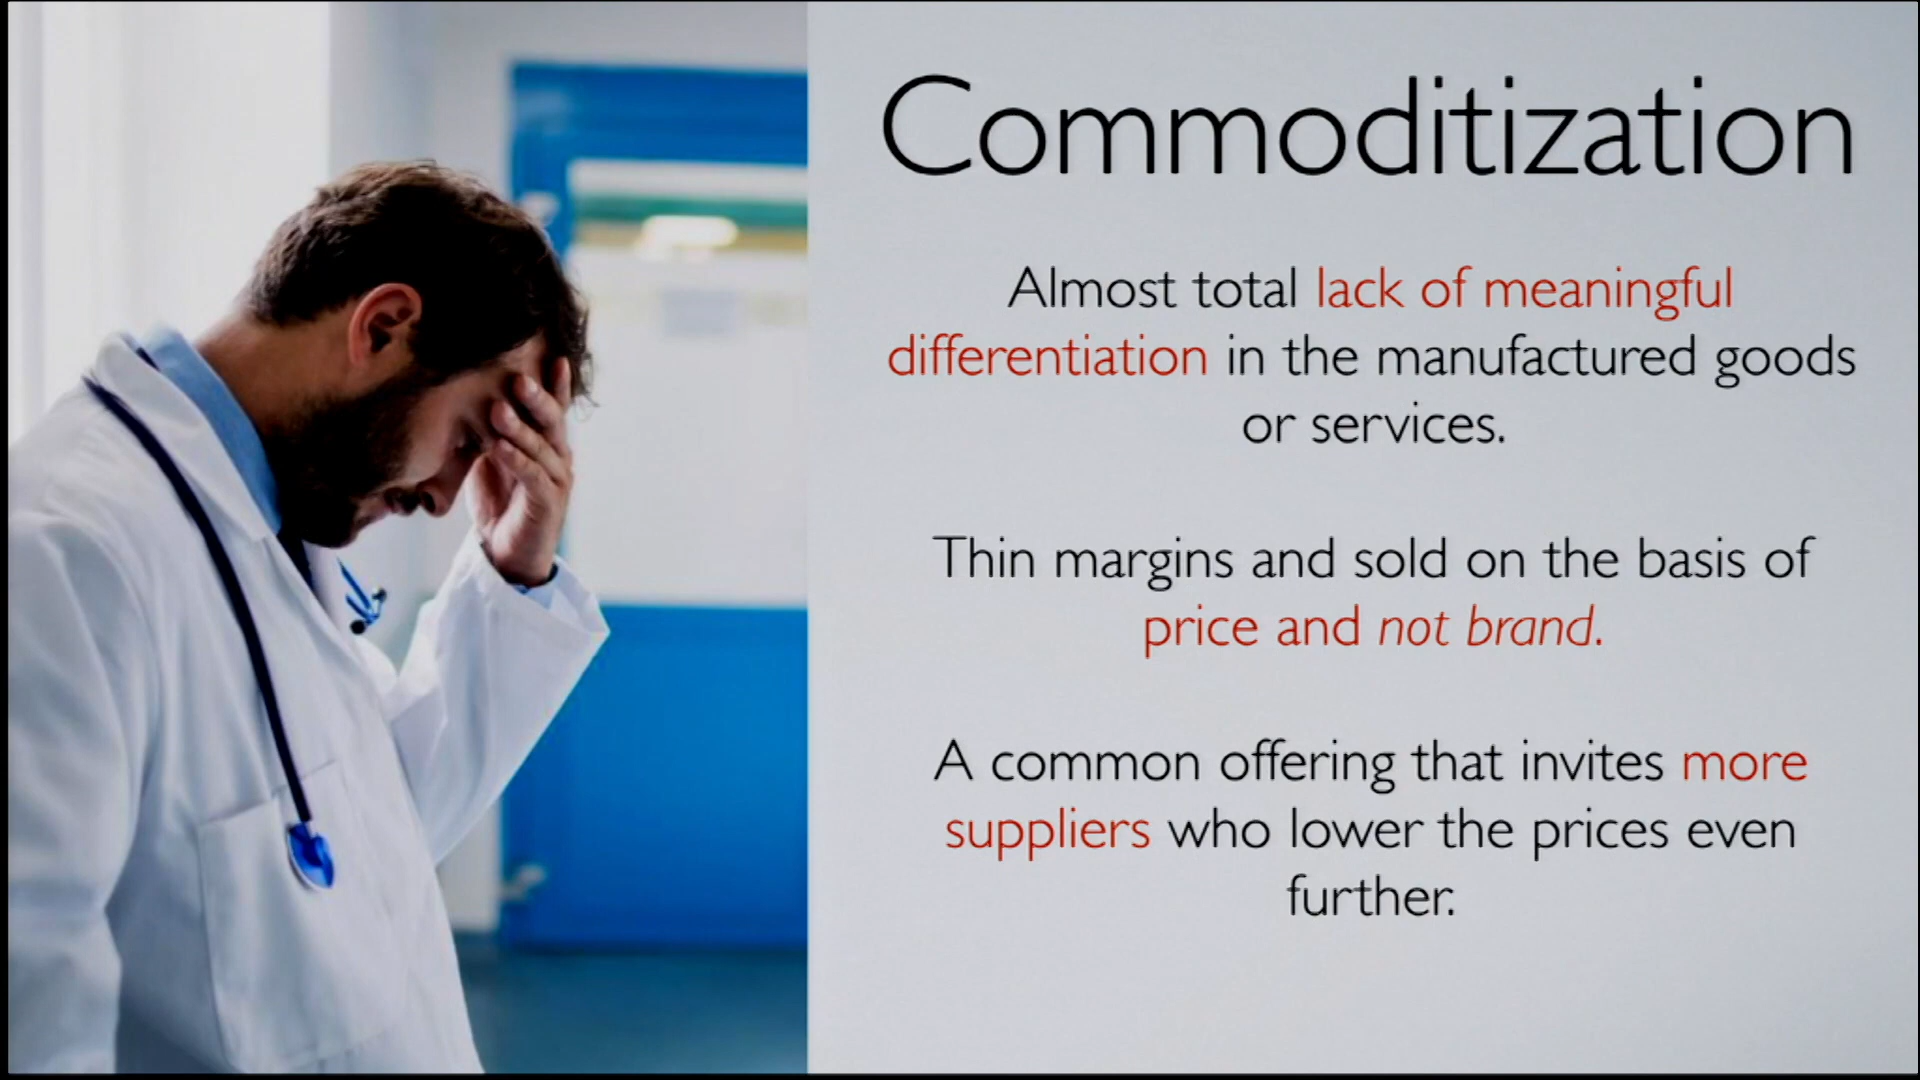 Commoditization
Almost total lack of meaningful
differentiation in the manufactured goods
or services.
Thin margins and sold on the basis of
price and not brand.
A common offering that invites more
suppliers who lower the prices even
further.